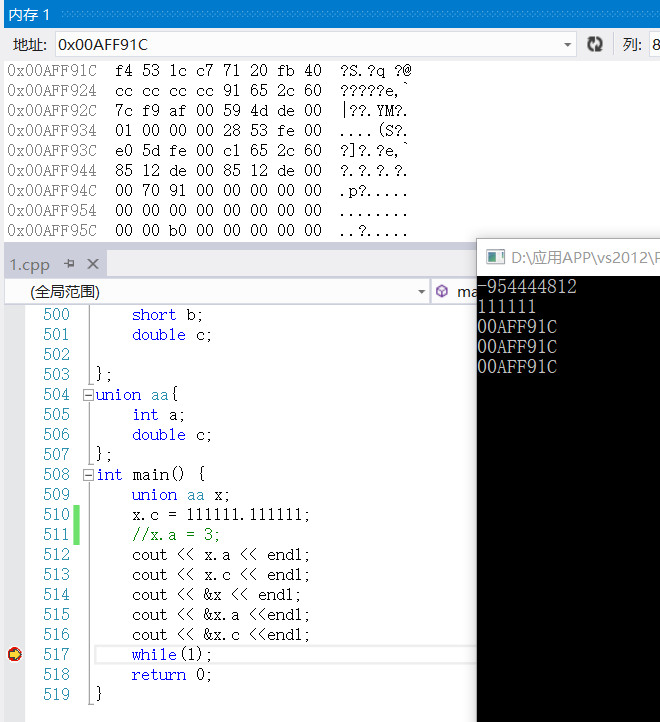 内存 1
地址: 0x00AFF91C 列: 8
0x00AFF91C f4 53 1c c7 71 20 fb 40 ?S.?q ?@
0x00AFF924 cc cc cc cc 91 65 2c 60 ?????e,`
0x00AFF92C 7c f9 af 00 59 4d de 00 |??.YM?.
0x00AFF934 01 00 00 00 28 53 fe 00 ....(S?.
0x00AFF93C e0 5d fe 00 c1 65 2c 60 ?]?.?e,`
0x00AFF944 85 12 de 00 85 12 de 00 ?.?.?.?.
0x00AFF94C 00 70 91 00 00 00 00 00 .p?.....
0x00AFF954 00 00 00 00 00 00 00 00 ........
0x00AFF95C 00 00 b0 00 00 00 00 00 ..?.....
1.cpp
(全局范围) ma
500 short b;
501 double c;
502
503 };
504 union aa{
505 int a;
506 double c;
507 };
508 int main() {
509 union aa x;
510 x.c = 111111.111111;
511 //x.a = 3;
512 cout << x.a << endl;
513 cout << x.c << endl;
514 cout << &x << endl;
515 cout << &x.a <<endl;
516 cout << &x.c <<endl;
517 while(1);
518 return 0;
519 }
D:\应用APP\vs2012\P
-954444812
111111
00AFF91C
00AFF91C
00AFF91C